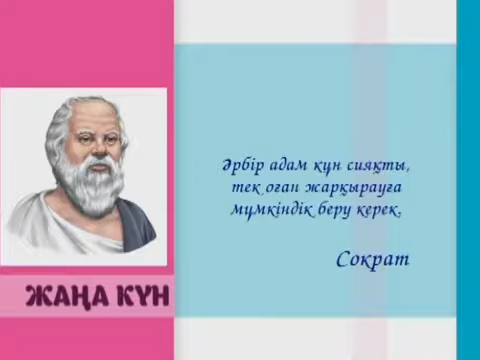 Әрбір адам күн сияқты,
тек оған жарқырауға
мүмкіндік беру керек.
Сократ
ЖАҢА КҮН